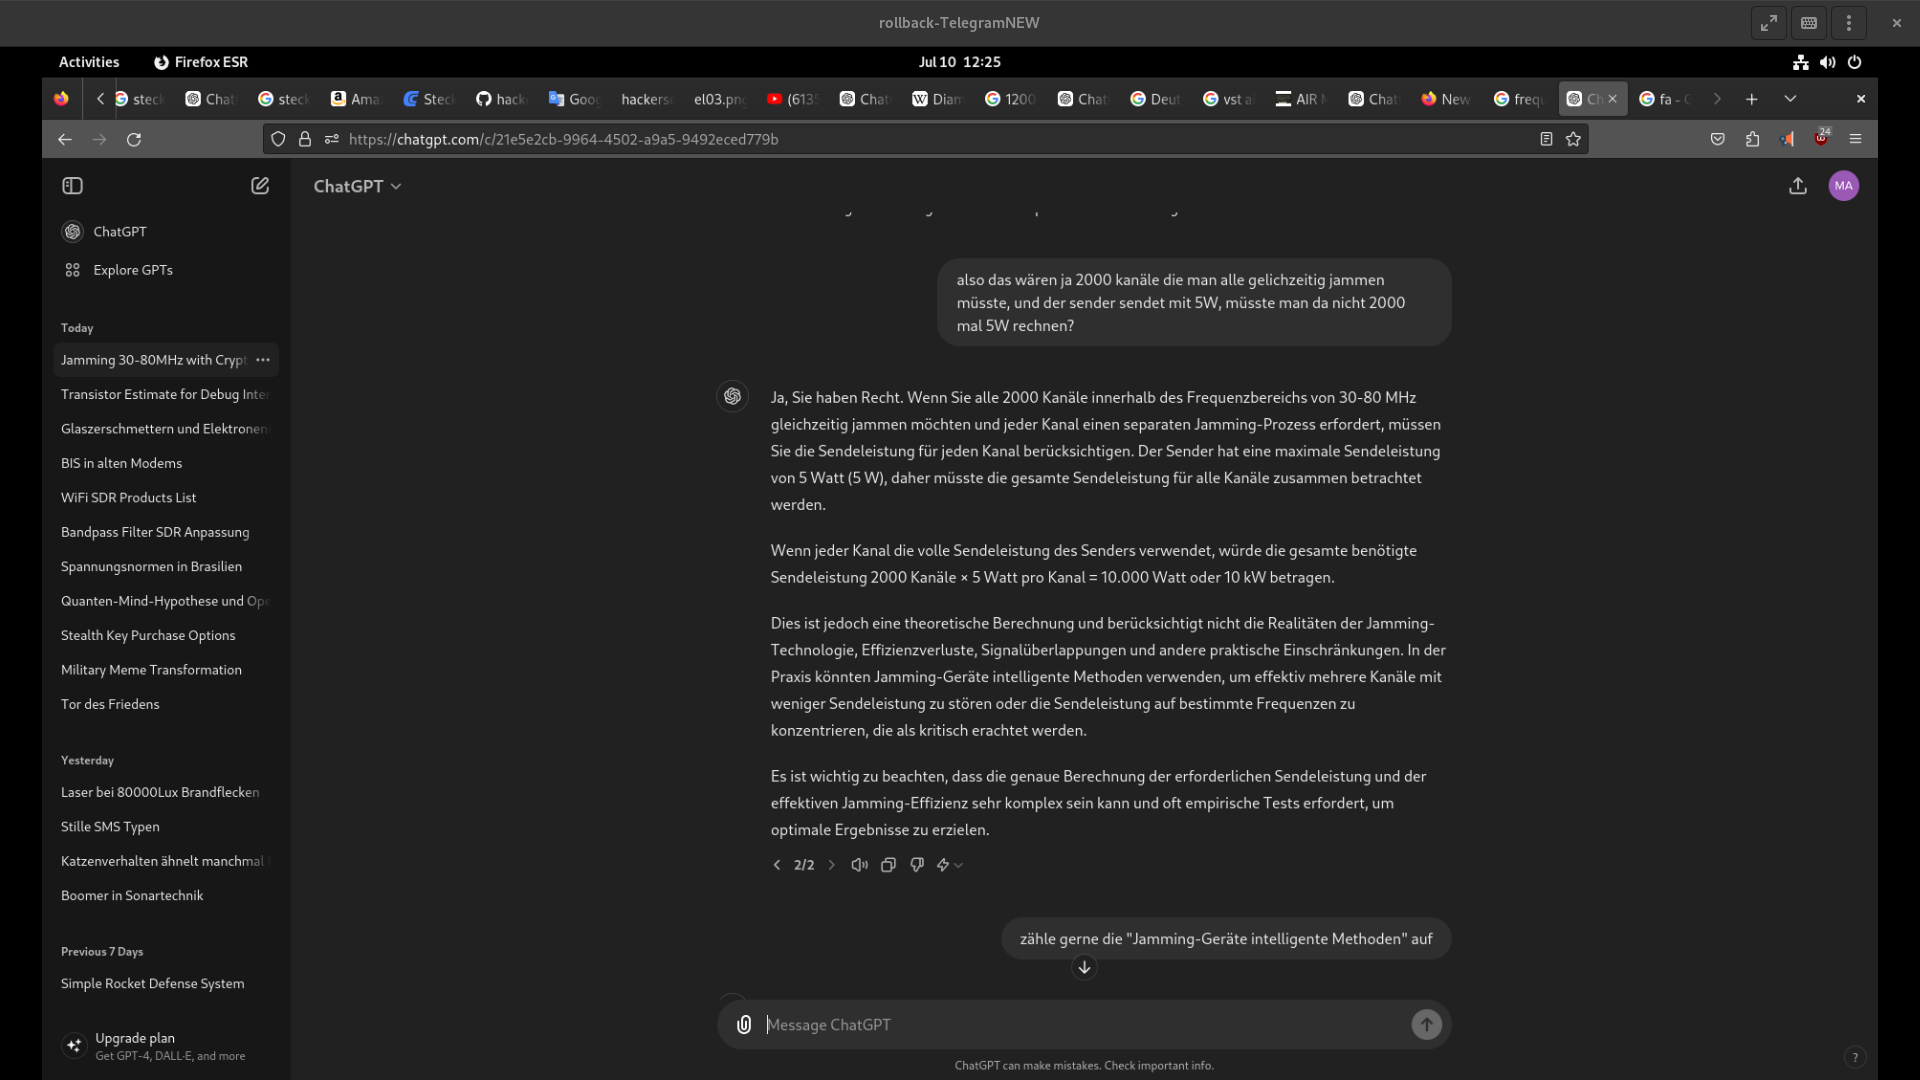 rollback-TelegramNEW
Activities
Firefox ESR
Jul 10 12:25
steck
Chat
steck
Ama
Steck
hack
Goo
hackers
el03.png
(613
Chat
Diam
1200
Chat
Deut
vst a
AIR
Chat
New
frequ
Ch
fa - G
https://chatgpt.com/c/21e5e2cb-9964-4502-a9a5-9492eced779b
24
ChatGPT
MA
ChatGPT
Explore GPTs
Today
Jamming 30-80MHz with Crypt
Transistor Estimate for Debug Inter
Glaszerschmettern und Elektronen
BIS in alten Modems
WiFi SDR Products List
Bandpass Filter SDR Anpassung
Spannungsnormen in Brasilien
Quanten-Mind-Hypothese und Ope
Stealth Key Purchase Options
Military Meme Transformation
Tor des Friedens
Yesterday
Laser bei 80000Lux Brandflecken
Stille SMS Typen
Katzenverhalten ähnelt manchmal
Boomer in Sonartechnik
Previous 7 Days
Simple Rocket Defense System
Upgrade plan
Get GPT-4, DALL·E, and more
also das wären ja 2000 kanäle die man alle gelichzeitig jammen
müsste, und der sender sendet mit 5W, müsste man da nicht 2000
mal 5W rechnen?
Ja, Sie haben Recht. Wenn Sie alle 2000 Kanäle innerhalb des Frequenzbereichs von 30-80 MHz
gleichzeitig jammen möchten und jeder Kanal einen separaten Jamming-Prozess erfordert, müssen
Sie die Sendeleistung für jeden Kanal berücksichtigen. Der Sender hat eine maximale Sendeleistung
von 5 Watt (5 W), daher müsste die gesamte Sendeleistung für alle Kanäle zusammen betrachtet
werden.
Wenn jeder Kanal die volle Sendeleistung des Senders verwendet, würde die gesamte benötigte
Sendeleistung 2000 Kanäle × 5 Watt pro Kanal = 10.000 Watt oder 10 kW betragen.
Dies ist jedoch eine theoretische Berechnung und berücksichtigt nicht die Realitäten der Jamming-
Technologie, Effizienzverluste, Signalüberlappungen und andere praktische Einschränkungen. In der
Praxis könnten Jamming-Geräte intelligente Methoden verwenden, um effektiv mehrere Kanäle mit
weniger Sendeleistung zu stören oder die Sendeleistung auf bestimmte Frequenzen zu
konzentrieren, die als kritisch erachtet werden.
Es ist wichtig zu beachten, dass die genaue Berechnung der erforderlichen Sendeleistung und der
effektiven Jamming-Effizienz sehr komplex sein kann und oft empirische Tests erfordert, um
optimale Ergebnisse zu erzielen.
2/2
zähle gerne die "Jamming-Geräte intelligente Methoden" auf
Message ChatGPT
ChatGPT can make mistakes. Check important info.
?